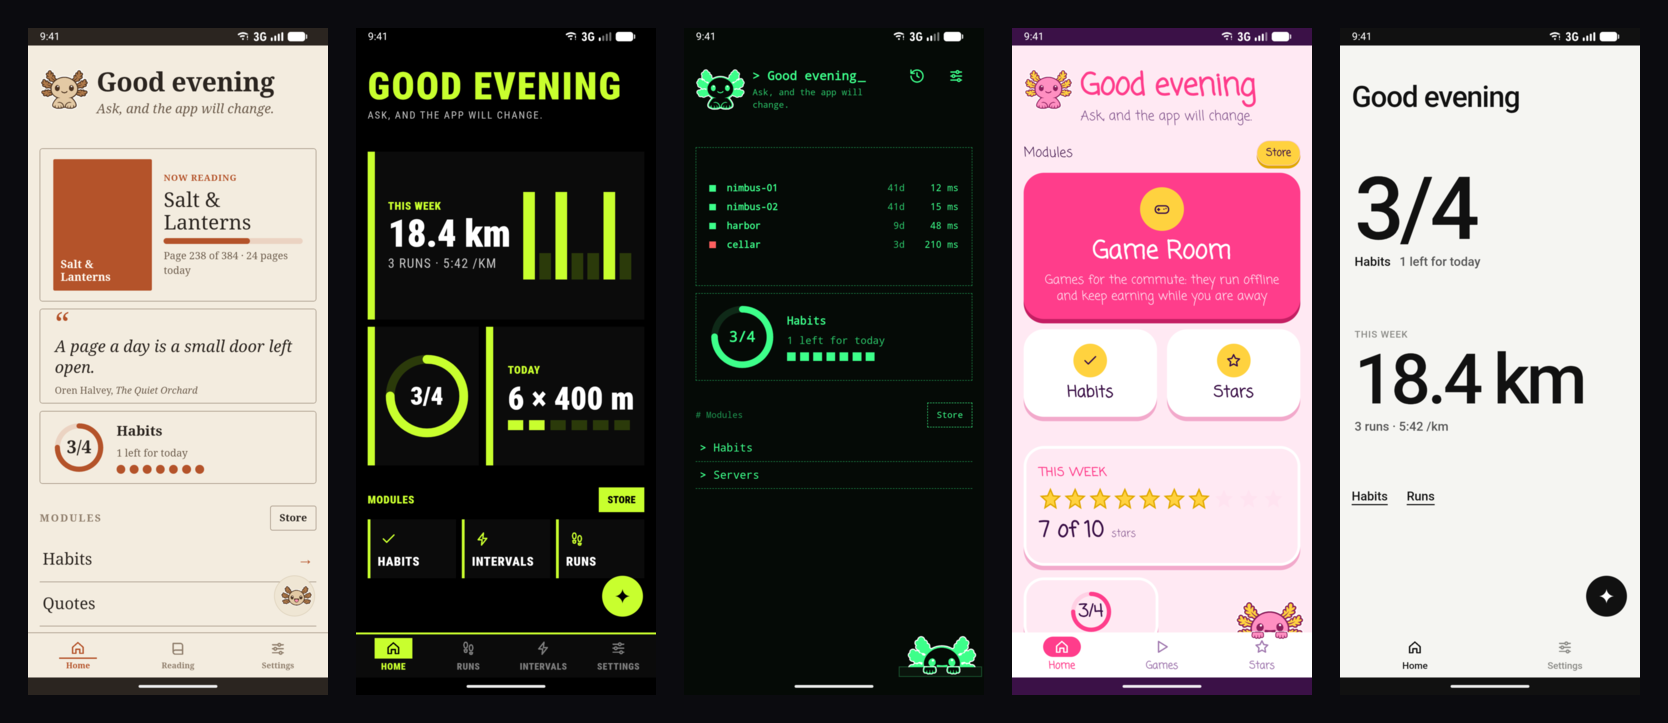 9:41
3G
Good evening
Ask, and the app will change.
Salt &
Lanterns
NOW READING
Salt &
Lanterns
Page 238 of 384 · 24 pages
today
“
A page a day is a small door left
open.
Oren Halvey, The Quiet Orchard
3/4
Habits
1 left for today
MODULES
Store
Habits
→
Quotes
Home
Reading
Settings
9:41
3G
GOOD EVENING
ASK, AND THE APP WILL CHANGE.
THIS WEEK
18.4 km
3 RUNS · 5:42 /KM
3/4
TODAY
6 × 400 m
MODULES
STORE
HABITS
INTERVALS
RUNS
HOME
RUNS
INTERVALS
SETTINGS
9:41
3G
> Good evening_
Ask, and the app will
change.
nimbus-01 41d 12 ms
nimbus-02 41d 15 ms
harbor 9d 48 ms
cellar 3d 210 ms
3/4
Habits
1 left for today
# Modules
Store
> Habits
> Servers
9:41
3G
Good evening
Ask, and the app will change.
Modules
Store
Game Room
Games for the commute: they run offline
and keep earning while you are away
Habits
Stars
THIS WEEK
7 of 10 stars
3/4
Home
Games
Stars
9:41
3G
Good evening
3/4
Habits 1 left for today
THIS WEEK
18.4 km
3 runs · 5:42 /km
Habits
Runs
Home
Settings